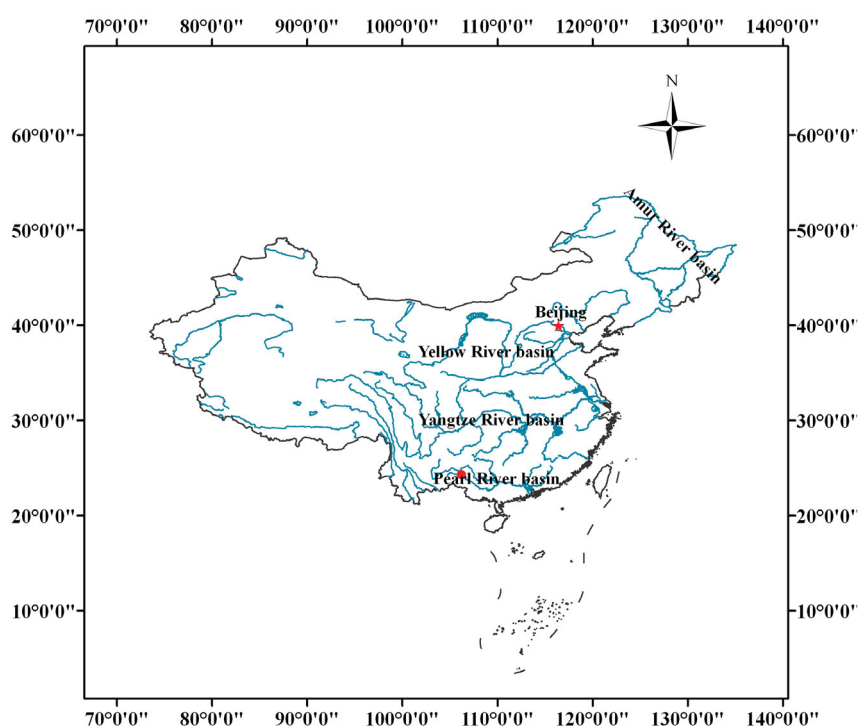 70°0'0" 80°0'0" 90°0'0" 100°0'0" 110°0'0" 120°0'0" 130°0'0" 140°0'0"
N
60°0'0" 60°0'0"
Amur River basin
50°0'0" 50°0'0"
Beijing
40°0'0" 40°0'0"
Yellow River basin
30°0'0" 30°0'0"
Yangtze River basin
Pearl River basin
20°0'0" 20°0'0"
10°0'0" 10°0'0"
70°0'0" 80°0'0" 90°0'0" 100°0'0" 110°0'0" 120°0'0" 130°0'0" 140°0'0"